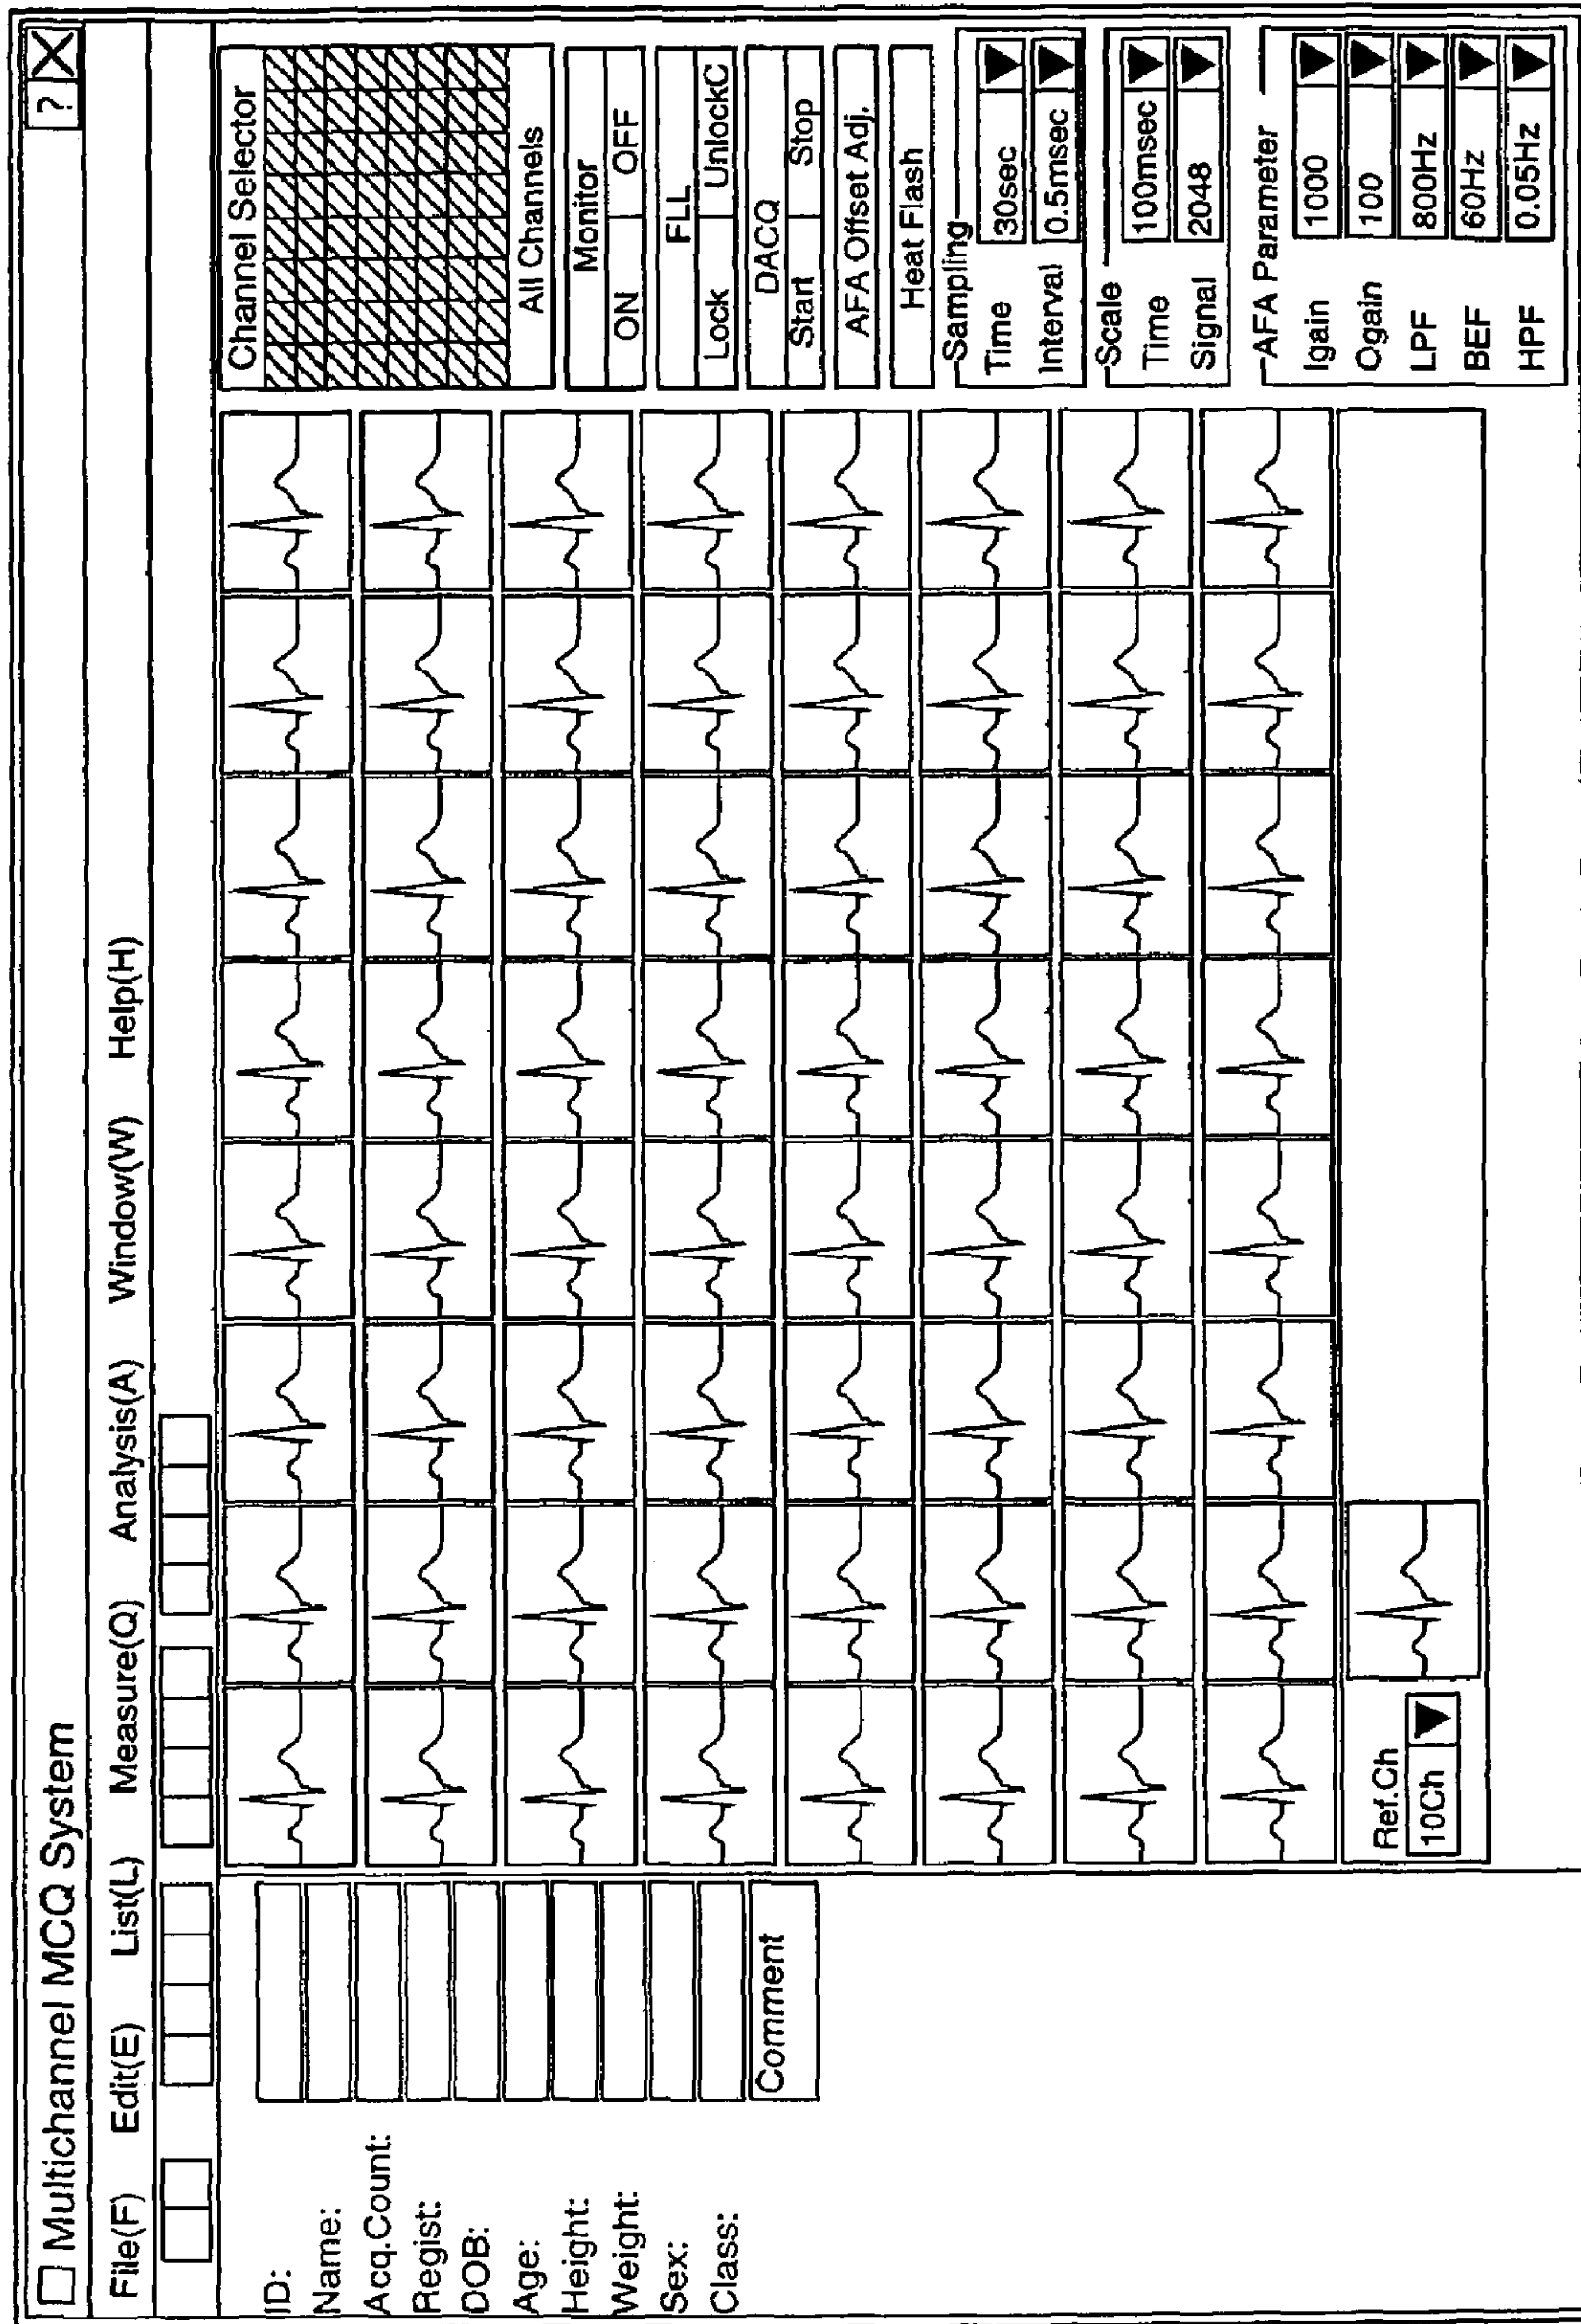 Multichannel MCQ System
? X
File(F) Edit(E) List(L) Measure(Q) Analysis(A) Window(W) Help(H)
ID:
Name:
Acq.Count:
Regist:
DOB:
Age:
Height:
Weight:
Sex:
Class:
Comment
Ref.Ch
10Ch
Channel Selector
All Channels
Monitor
ON OFF
FLL
Lock UnlockC
DACQ
Start Stop
AFA Offset Adj.
Heat Flash
Sampling
Time 30sec
Interval 0.5msec
Scale
Time 100msec
Signal 2048
AFA Parameter
Igain 1000
Ogain 100
LPF 800Hz
BEF 60Hz
HPF 0.05Hz